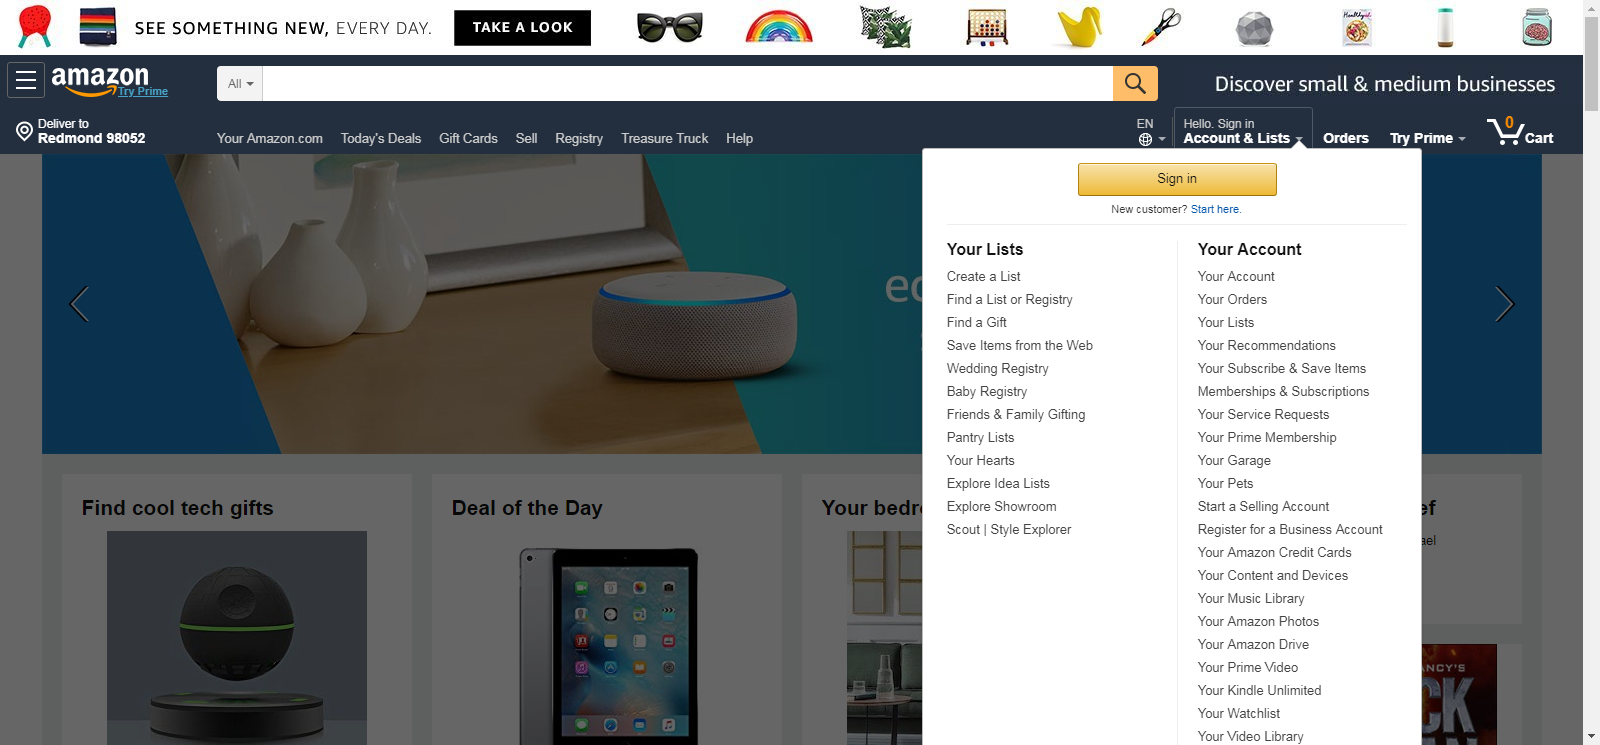 SEE SOMETHING NEW, EVERY DAY.
TAKE A LOOK
amazon
Try Prime
All
Discover small & medium businesses
Deliver to
Redmond 98052
Your Amazon.com
Today's Deals
Gift Cards
Sell
Registry
Treasure Truck
Help
EN
Hello. Sign in
Account & Lists
Orders
Try Prime
0
Cart
Sign in
New customer? Start here.
Your Lists
Create a List
Find a List or Registry
Find a Gift
Save Items from the Web
Wedding Registry
Baby Registry
Friends & Family Gifting
Pantry Lists
Your Hearts
Explore Idea Lists
Explore Showroom
Scout | Style Explorer
Your Account
Your Account
Your Orders
Your Lists
Your Recommendations
Your Subscribe & Save Items
Memberships & Subscriptions
Your Service Requests
Your Prime Membership
Your Garage
Your Pets
Start a Selling Account
Register for a Business Account
Your Amazon Credit Cards
Your Content and Devices
Your Music Library
Your Amazon Photos
Your Amazon Drive
Your Prime Video
Your Kindle Unlimited
Your Watchlist
Your Video Library
Find cool tech gifts
Deal of the Day